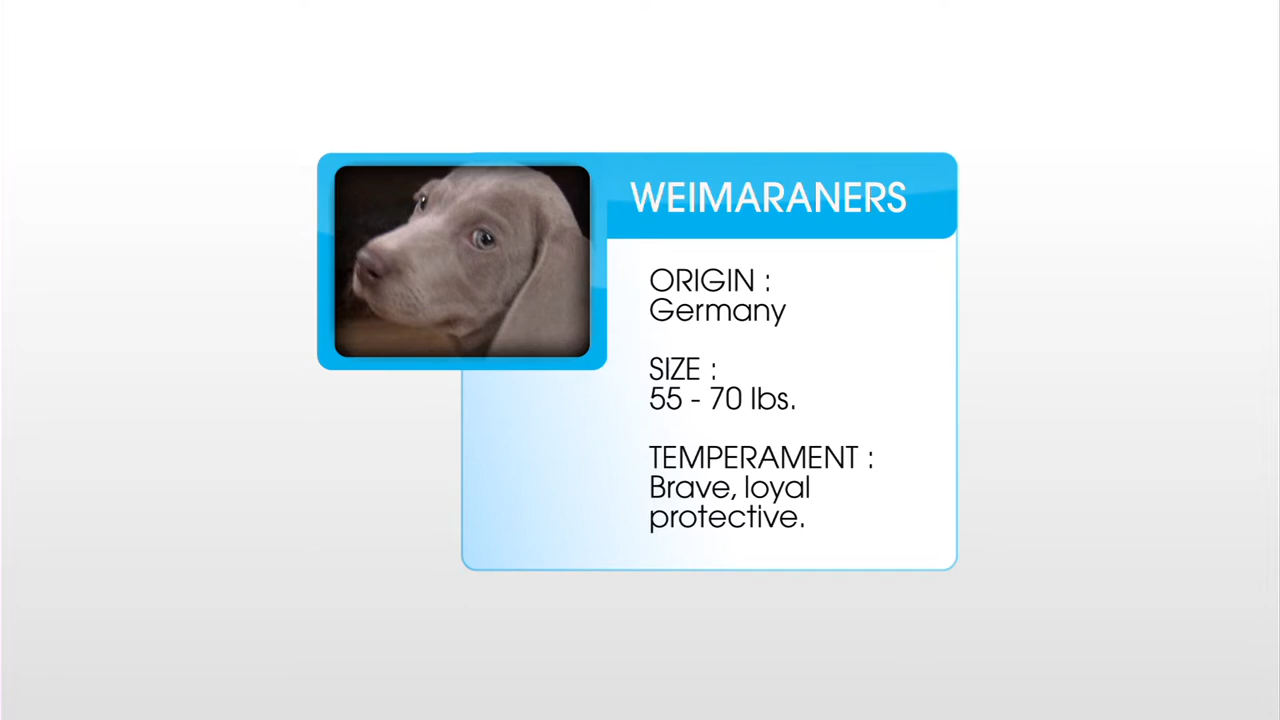 WEIMARANERS
ORIGIN :
Germany
SIZE :
55 - 70 lbs.
TEMPERAMENT :
Brave, loyal
protective.